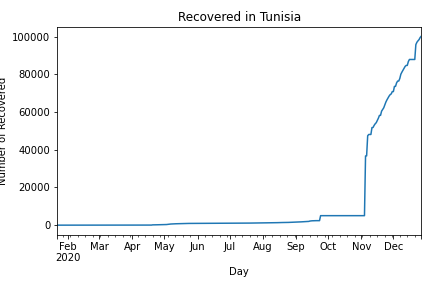 Recovered in Tunisia
Number of Recovered
100000
80000
60000
40000
20000
0
Feb Mar Apr May Jun Jul Aug Sep Oct Nov Dec
2020
Day